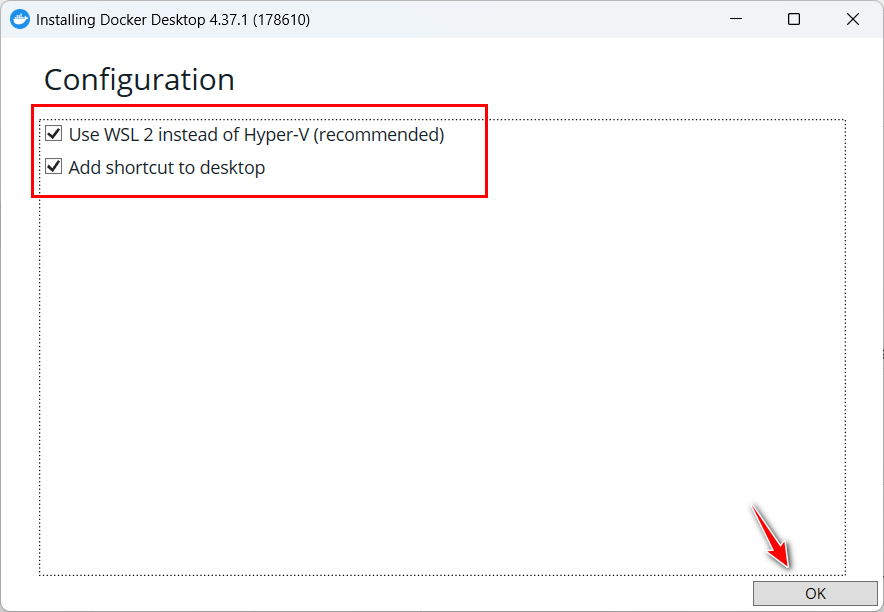 Installing Docker Desktop 4.37.1 (178610)
Configuration
Use WSL 2 instead of Hyper-V (recommended)
Add shortcut to desktop
OK